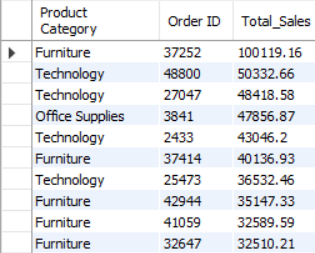 Product Category Order ID Total_Sales
Furniture 37252 100119.16
Technology 48800 50332.66
Technology 27047 48418.58
Office Supplies 3841 47856.87
Technology 2433 43046.2
Furniture 37414 40136.93
Technology 25473 36532.46
Furniture 42944 35147.33
Furniture 41059 32589.59
Furniture 32647 32510.21